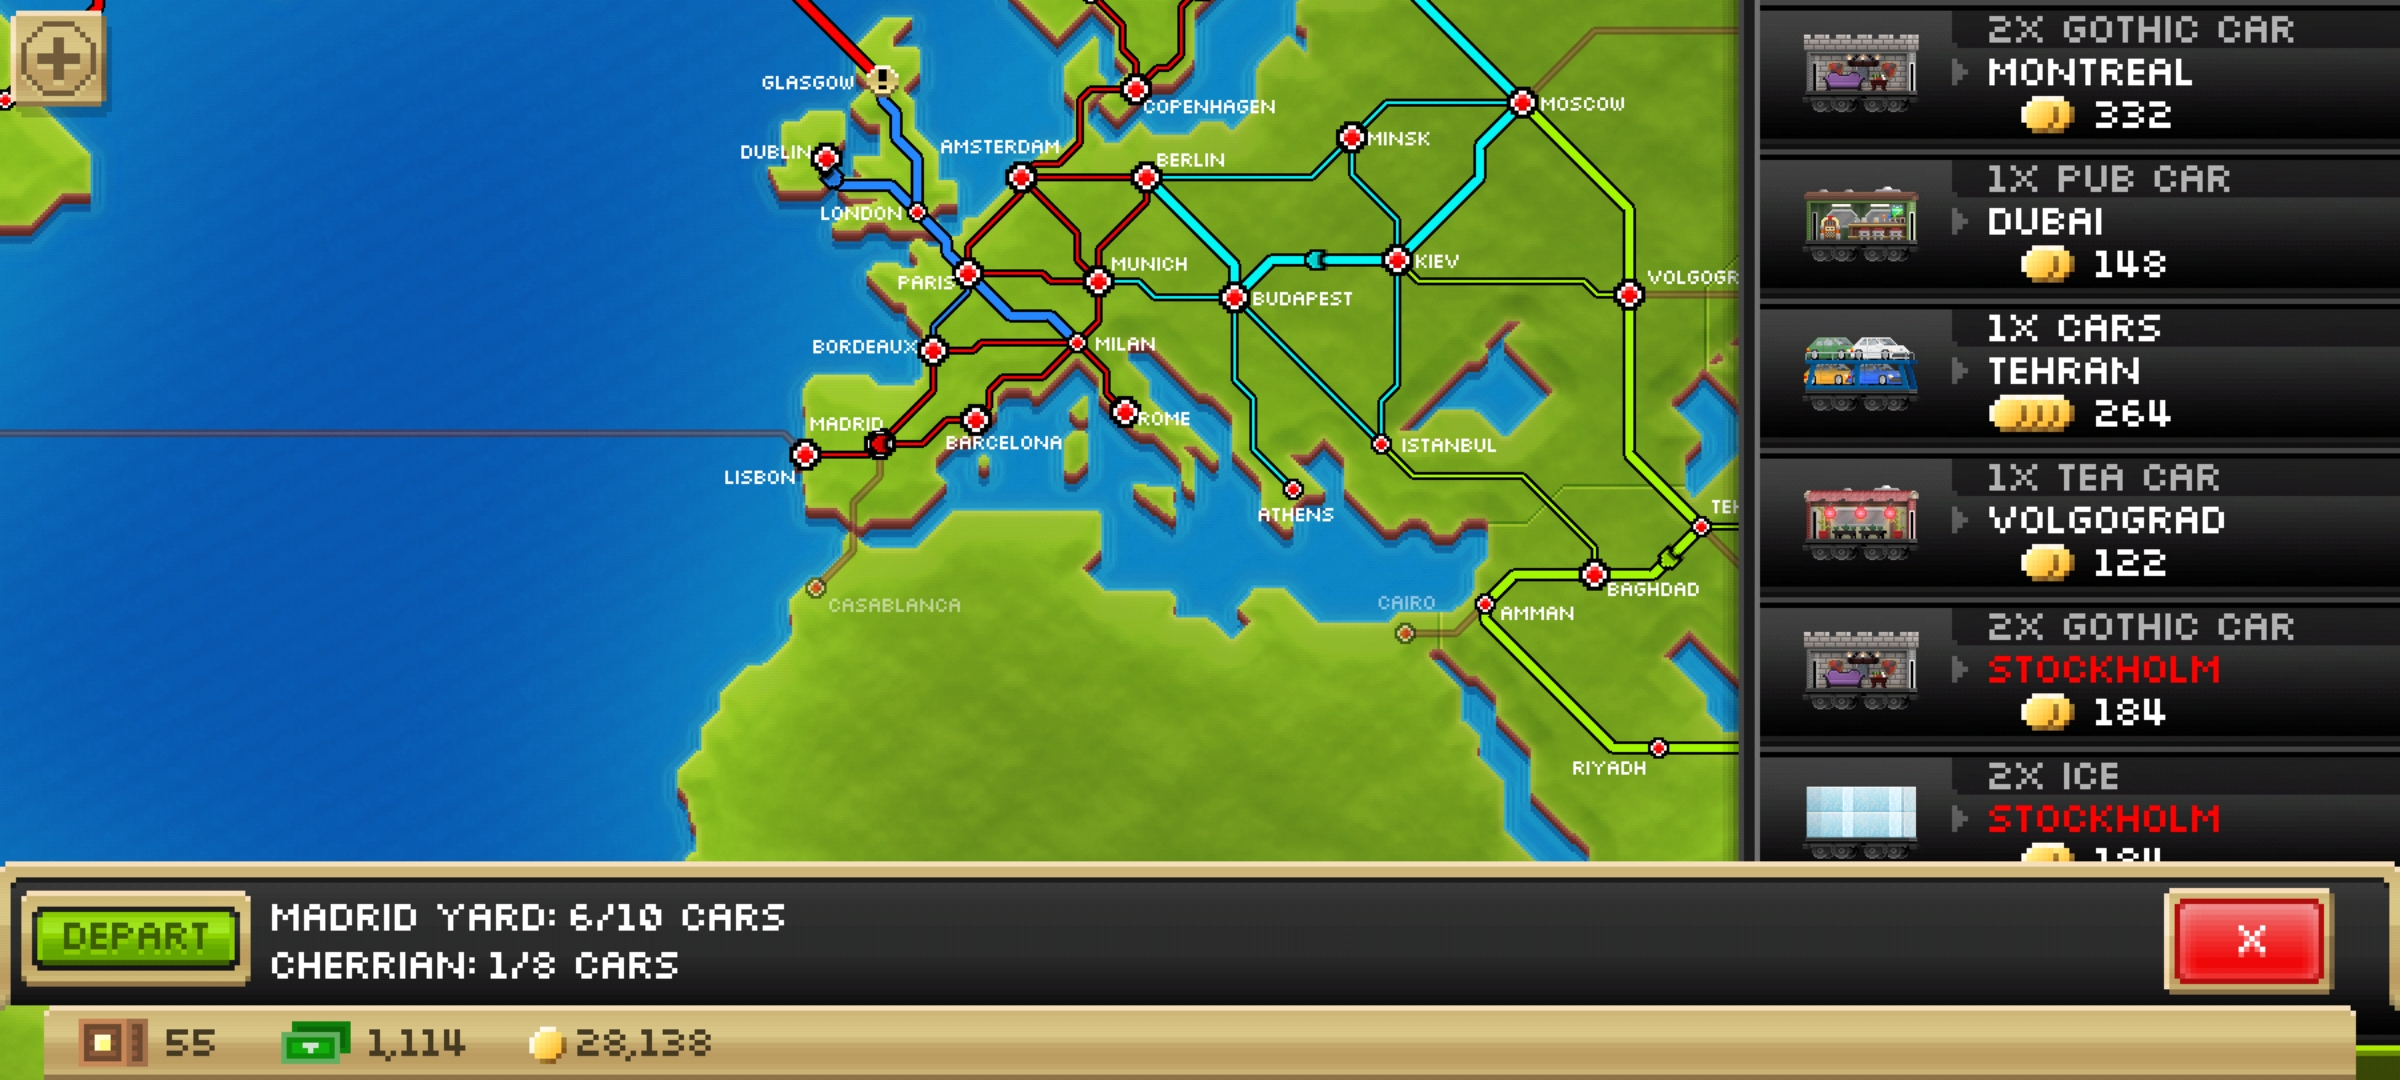 GLASGOW
COPENHAGEN
MOSCOW
MINSK
DUBLIN
AMSTERDAM
BERLIN
LONDON
PARIS
MUNICH
KIEV
VOLGOGR
BUDAPEST
BORDEAUX
MILAN
MADRID
BARCELONA
ROME
ISTANBUL
LISBON
ATHENS
TEH
CASABLANCA
CAIRO
BAGHDAD
AMMAN
RIYADH
2X GOTHIC CAR
MONTREAL
332
1X PUB CAR
DUBAI
148
1X CARS
TEHRAN
264
1X TEA CAR
VOLGOGRAD
122
2X GOTHIC CAR
STOCKHOLM
184
2X ICE
STOCKHOLM
184
DEPART
MADRID YARD: 6/10 CARS
CHERRIAN: 1/8 CARS
X
55
1,114
28,138